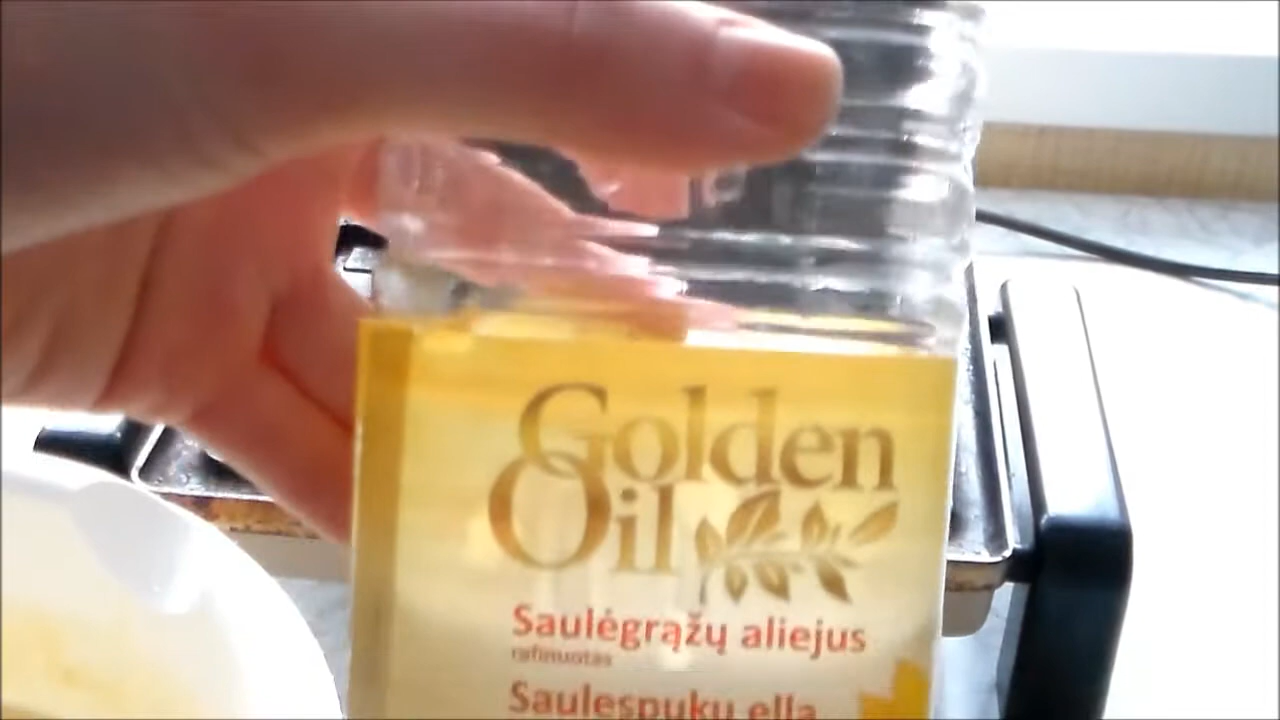 Golden
Oil
Saulėgrąžų aliejus
rafinuotas
Saulespuķu eļļa